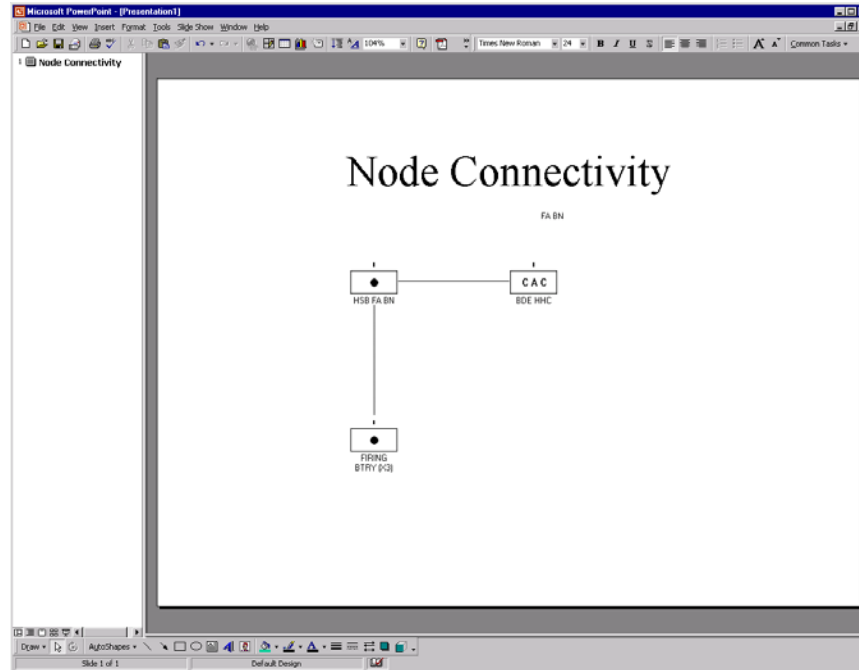 Microsoft PowerPoint - [Presentation1]
File Edit View Insert Format Tools Slide Show Window Help
104% Times New Roman 24 B I U S A A Common Tasks
1 Node Connectivity
Node Connectivity
FA BN
CAC
HSB FA BN
BDE HHC
FIRING
BTRY (X3)
Draw AutoShapes
Slide 1 of 1 Default Design